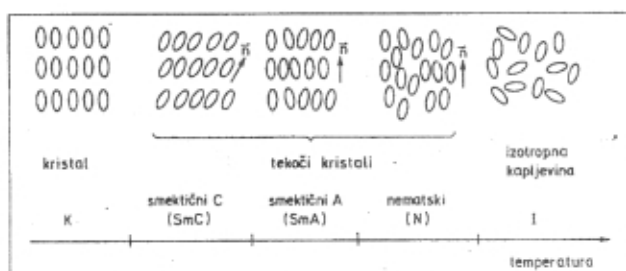 n⃗ n⃗ n⃗
kristal tekoči kristali izotropna
kapljevina
smektični C smektični A nematski
K (SmC) (SmA) (N) I
temperatura